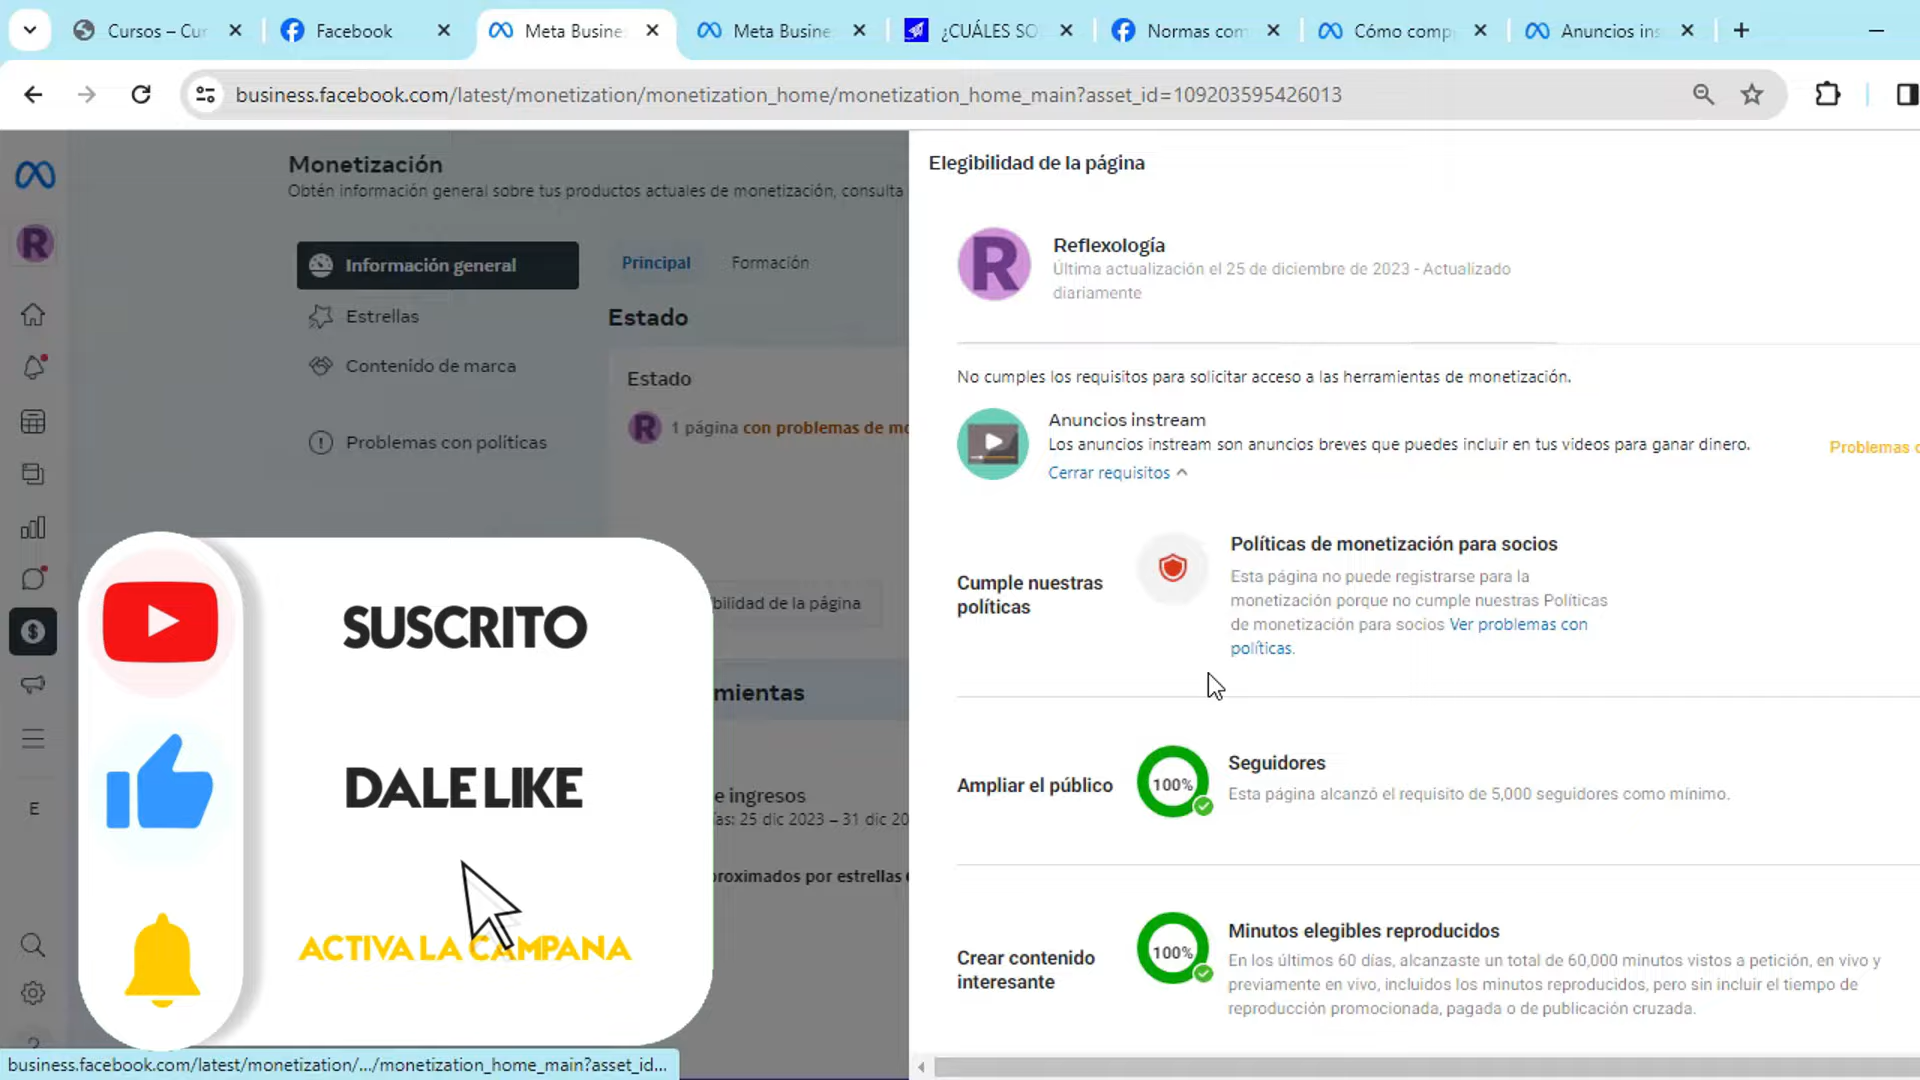 Cursos – Cur
Facebook
Meta Busine
Meta Busine
¿CUÁLES SO
Normas com
Cómo comp
Anuncios ins
business.facebook.com/latest/monetization/monetization_home/monetization_home_main?asset_id=109203595426013
Monetización
Obtén información general sobre tus productos actuales de monetización, consulta
Información general
Estrellas
Contenido de marca
Problemas con políticas
Principal
Formación
Estado
Estado
R
1 página con problemas de mo
bilidad de la página
mientas
e ingresos
ías: 25 dic 2023 – 31 dic 20
proximados por estrellas
R
E
Elegibilidad de la página
R
Reflexología
Última actualización el 25 de diciembre de 2023 - Actualizado
diariamente
No cumples los requisitos para solicitar acceso a las herramientas de monetización.
Anuncios instream
Los anuncios instream son anuncios breves que puedes incluir en tus videos para ganar dinero.
Cerrar requisitos
Problemas
Cumple nuestras
políticas
Políticas de monetización para socios
Esta página no puede registrarse para la
monetización porque no cumple nuestras Políticas
de monetización para socios Ver problemas con
políticas.
Ampliar el público
100%
Seguidores
Esta página alcanzó el requisito de 5,000 seguidores como mínimo.
Crear contenido
interesante
100%
Minutos elegibles reproducidos
En los últimos 60 días, alcanzaste un total de 60,000 minutos vistos a petición, en vivo y
previamente en vivo, incluidos los minutos reproducidos, pero sin incluir el tiempo de
reproducción promocionada, pagada o de publicación cruzada.
SUSCRITO
DALE LIKE
ACTIVA LA CAMPANA
business.facebook.com/latest/monetization/.../monetization_home_main?asset_id...